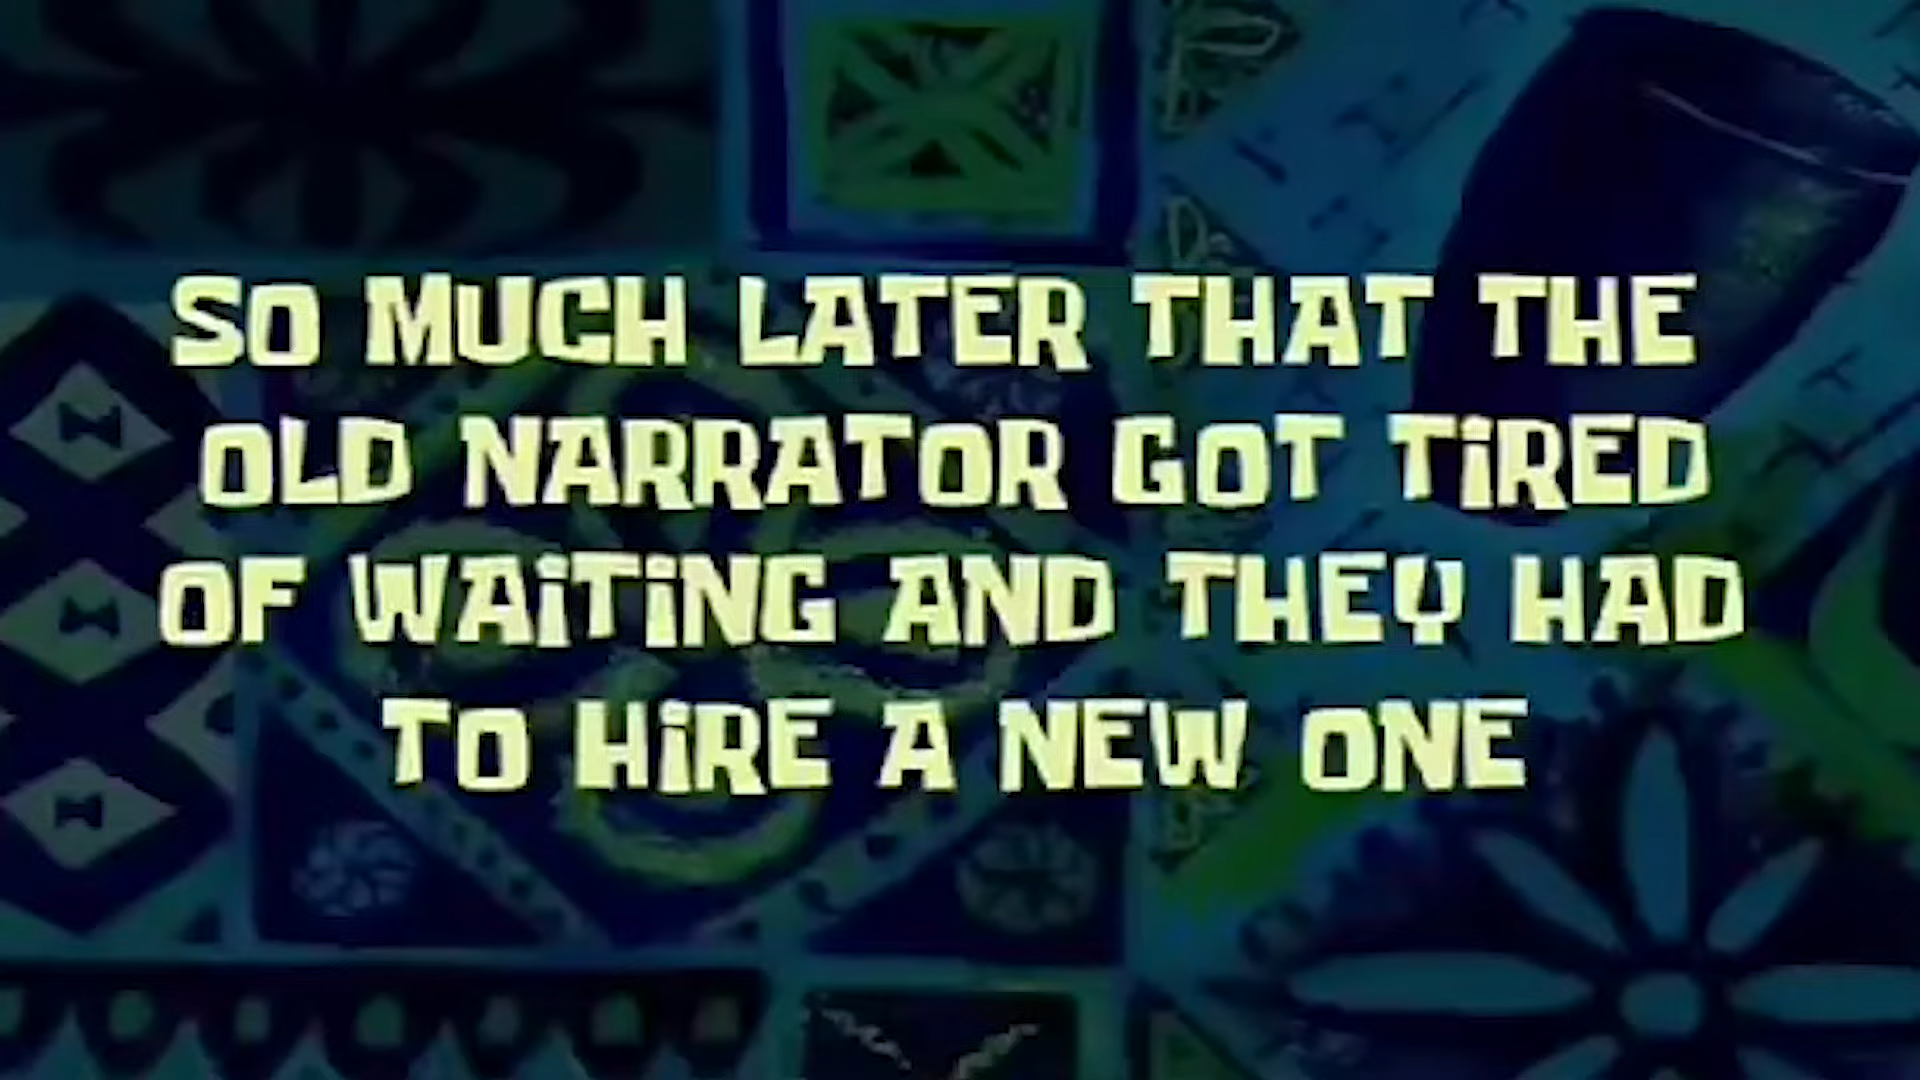 SO MUCH LATER THAT THE
OLD NARRATOR GOT TiRED
OF WAiTiNG AND THEY HAD
TO HiRE A NEW ONE